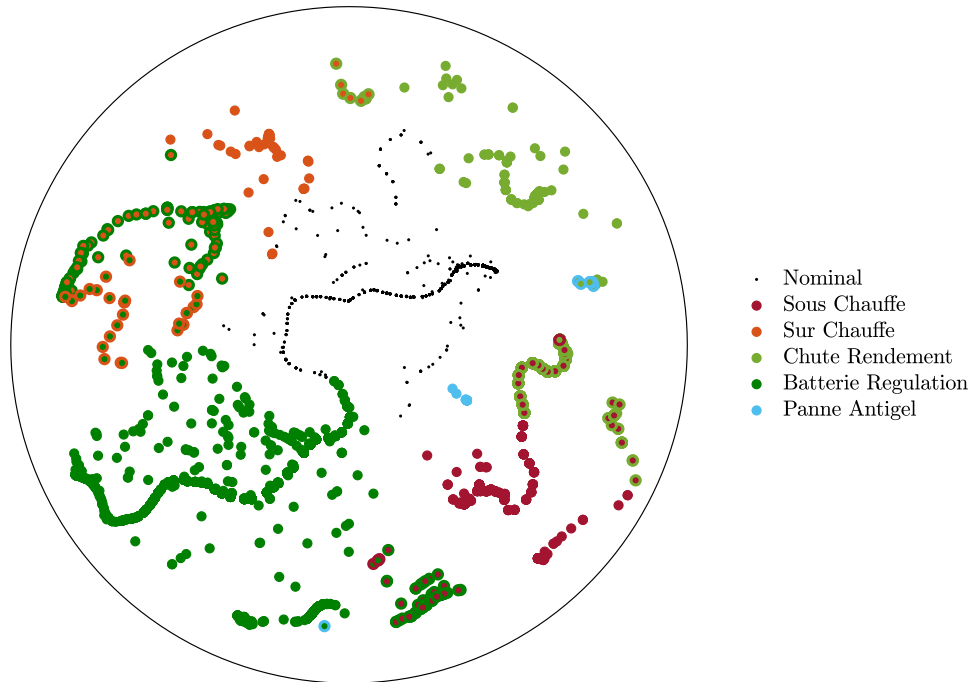 Nominal
Sous Chauffe
Sur Chauffe
Chute Rendement
Batterie Regulation
Panne Antigel